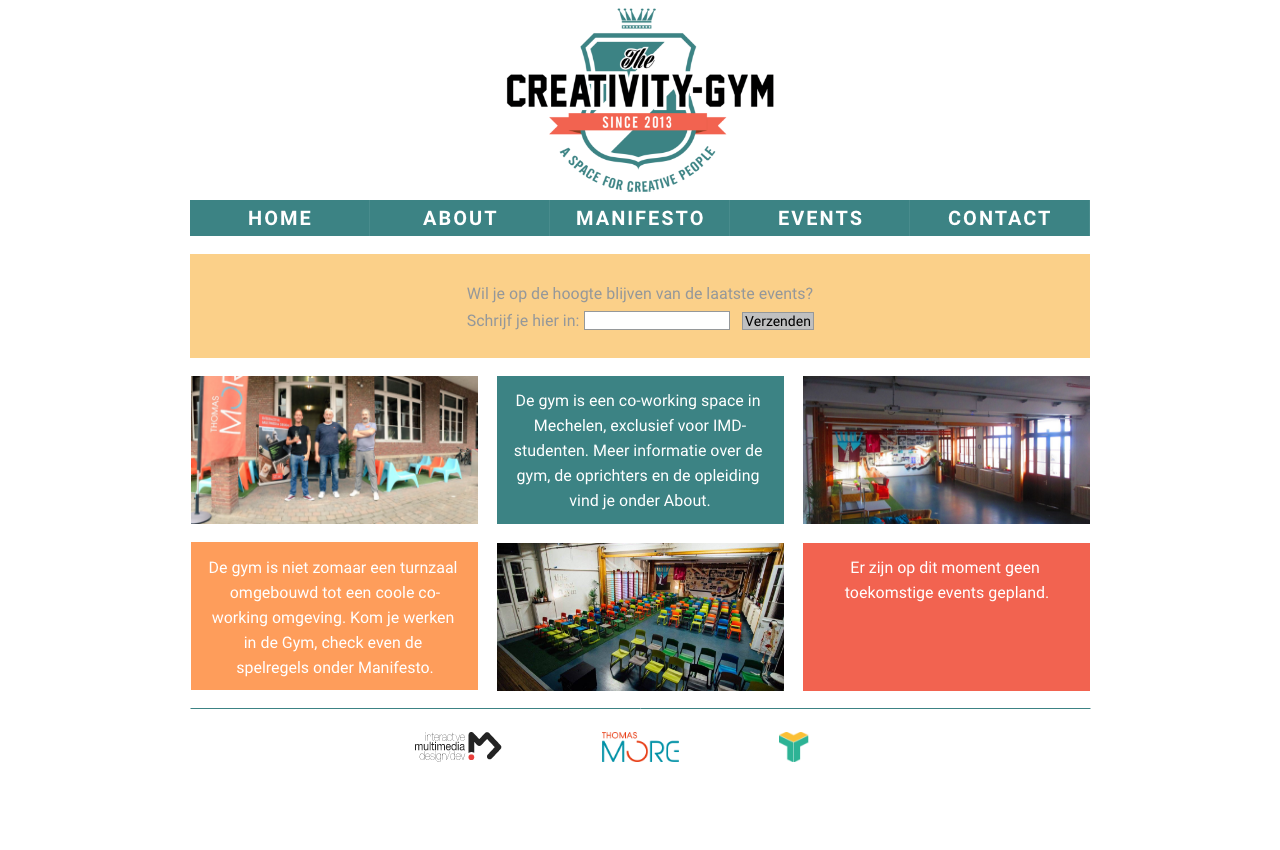 The
CREATIVITY-GYM
SINCE 2013
A SPACE FOR CREATIVE PEOPLE
HOME ABOUT MANIFESTO EVENTS CONTACT
Wil je op de hoogte blijven van de laatste events?
Schrijf je hier in: Verzenden
THOMAS
MOR
De gym is een co-working space in
Mechelen, exclusief voor IMD-
studenten. Meer informatie over de
gym, de oprichters en de opleiding
vind je onder About.
De gym is niet zomaar een turnzaal
omgebouwd tot een coole co-
working omgeving. Kom je werken
in de Gym, check even de
spelregels onder Manifesto.
Er zijn op dit moment geen
toekomstige events gepland.
interactive
multimedia
design/dev
THOMAS
MORE